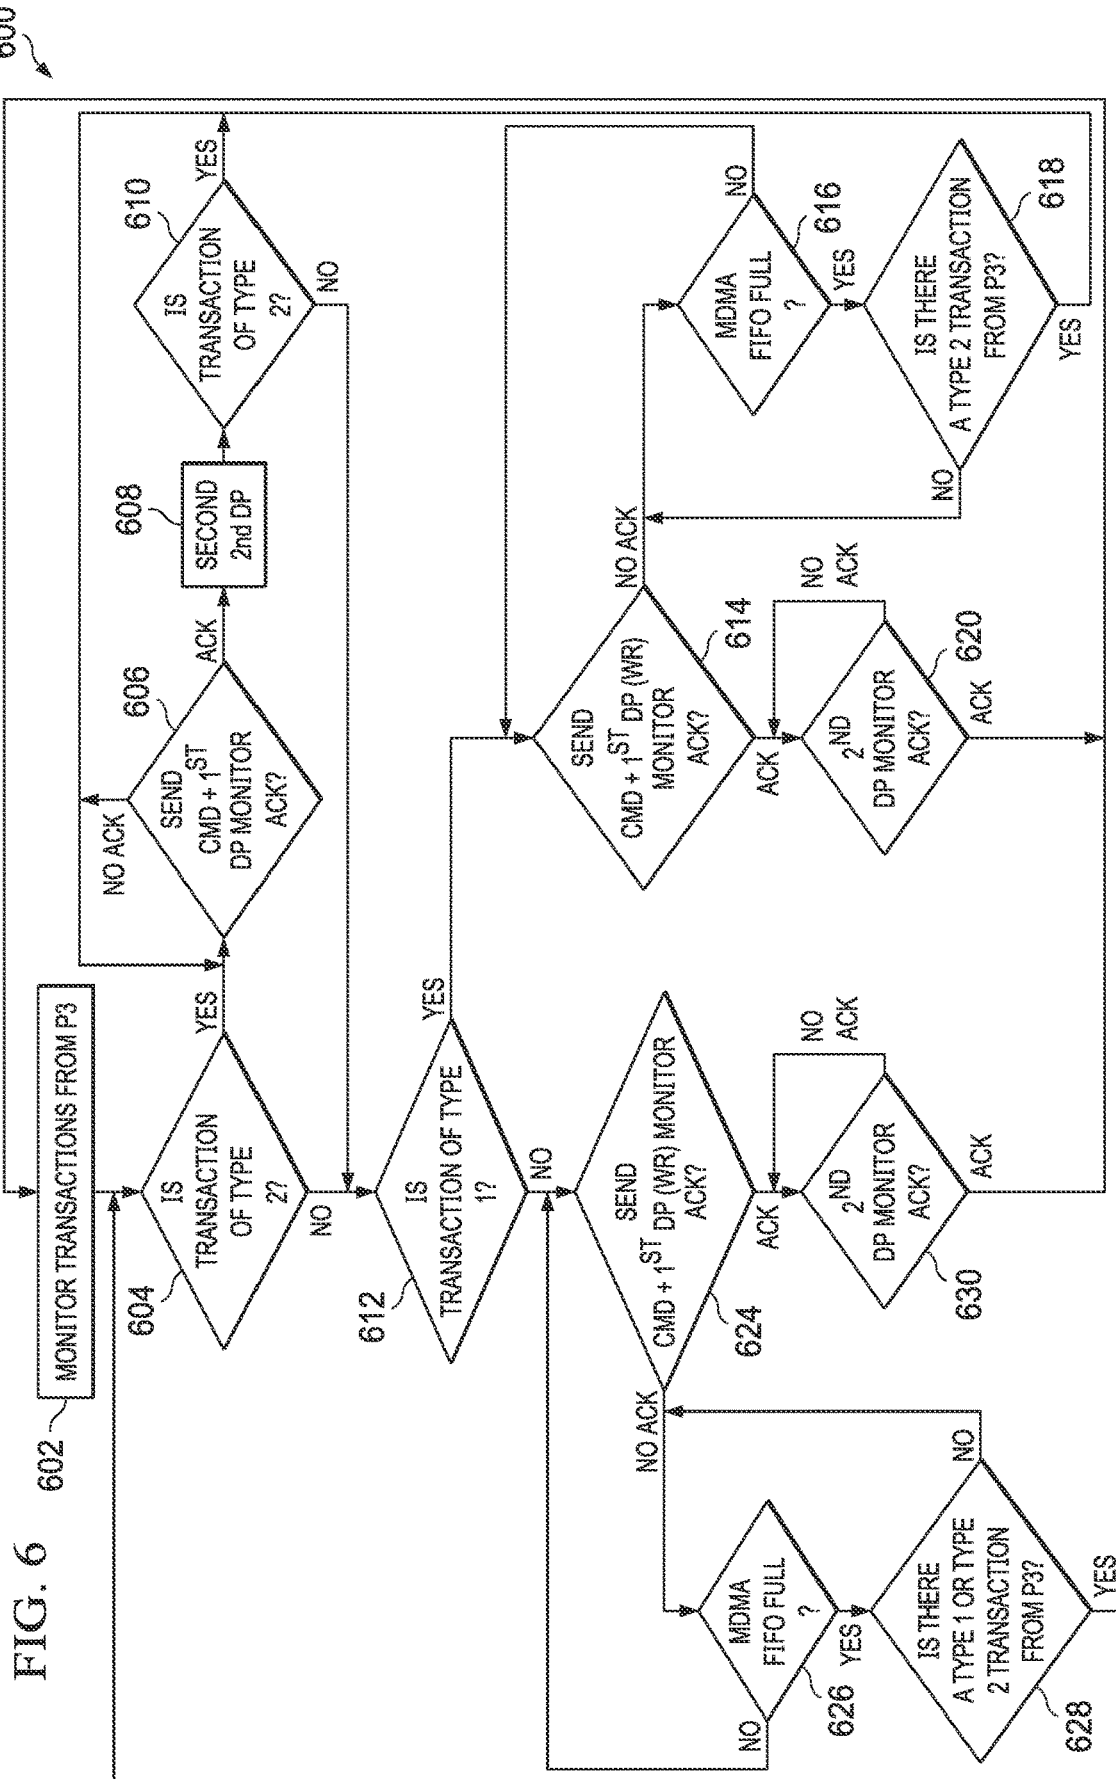 FIG. 6
600
602
MONITOR TRANSACTIONS FROM P3
604
IS
TRANSACTION
OF TYPE
2?
YES
NO
606
SEND
CMD + 1ST
DP MONITOR
ACK?
NO ACK
ACK
608
SECOND
2nd DP
610
IS
TRANSACTION
OF TYPE
2?
YES
NO
612
IS
TRANSACTION OF TYPE
1?
YES
NO
614
SEND
CMD + 1ST DP (WR)
MONITOR
ACK?
NO ACK
ACK
616
MDMA
FIFO FULL
?
NO
YES
618
IS THERE
A TYPE 2 TRANSACTION
FROM P3?
NO
YES
620
2ND
DP MONITOR
ACK?
NO
ACK
ACK
624
SEND
CMD + 1ST DP (WR) MONITOR
ACK?
NO ACK
ACK
626
MDMA
FIFO FULL
?
NO
YES
628
IS THERE
A TYPE 1 OR TYPE
2 TRANSACTION
FROM P3?
NO
YES
630
2ND
DP MONITOR
ACK?
NO
ACK
ACK